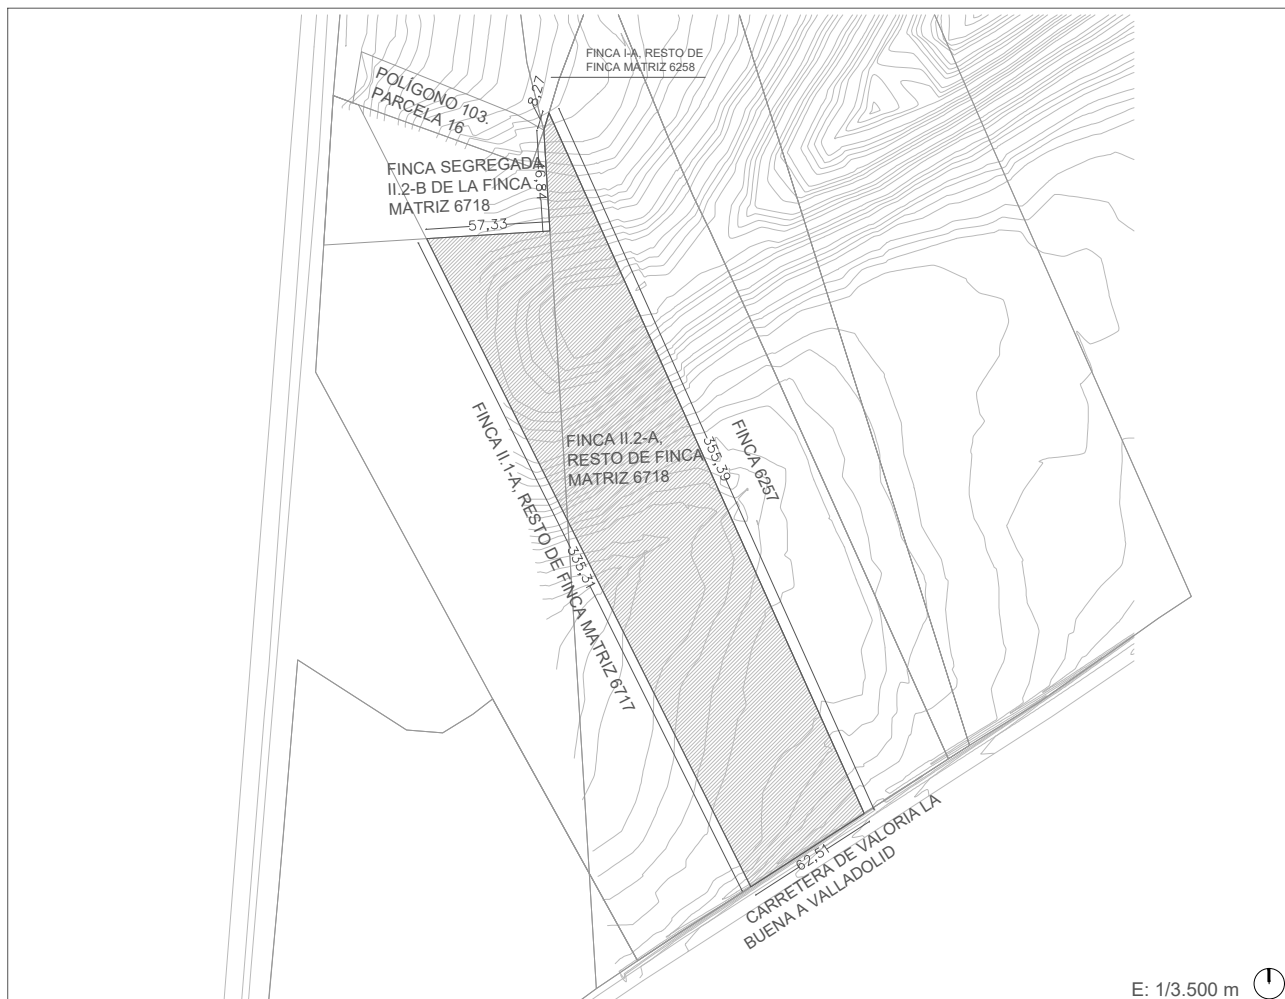 FINCA I-A, RESTO DE
FINCA MATRIZ 6258
8,27
POLÍGONO 103.
PARCELA 16
FINCA SEGREGADA
II.2-B DE LA FINCA
MATRIZ 6718
46,84
57,33
FINCA II.2-A,
RESTO DE FINCA
MATRIZ 6718
355,39
FINCA 6257
FINCA II.1-A, RESTO DE FINCA MATRIZ 6717
335,31
62,51
CARRETERA DE VALORIA LA
BUENA A VALLADOLID
E: 1/3.500 m